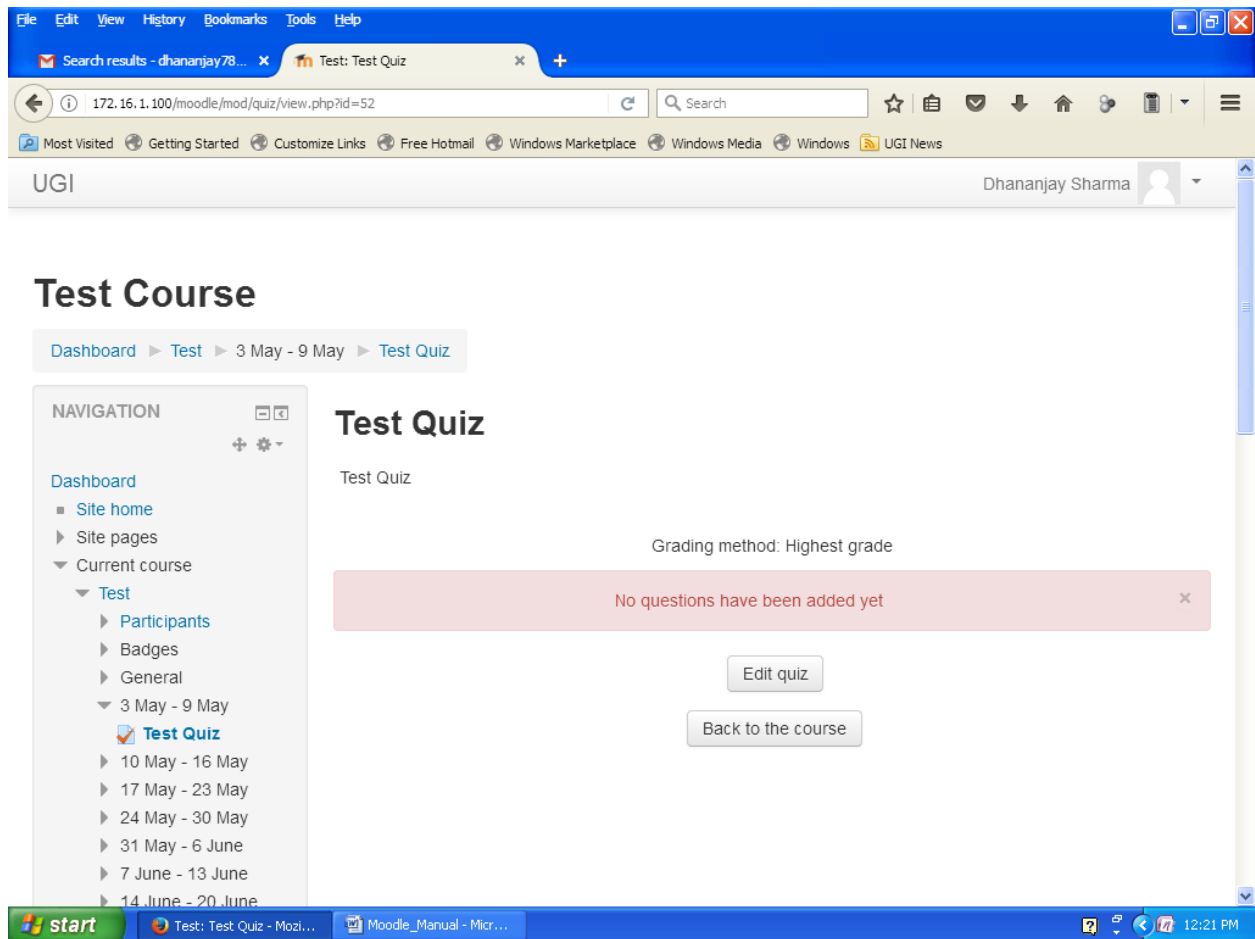 File Edit View History Bookmarks Tools Help
Search results - dhananjay78... Test: Test Quiz
172.16.1.100/moodle/mod/quiz/view.php?id=52 Search
Most Visited Getting Started Customize Links Free Hotmail Windows Marketplace Windows Media Windows UGI News
UGI Dhananjay Sharma
Test Course
Dashboard Test 3 May - 9 May Test Quiz
NAVIGATION
Dashboard
Site home
Site pages
Current course
Test
Participants
Badges
General
3 May - 9 May
Test Quiz
10 May - 16 May
17 May - 23 May
24 May - 30 May
31 May - 6 June
7 June - 13 June
14 June - 20 June
Test Quiz
Test Quiz
Grading method: Highest grade
No questions have been added yet
Edit quiz
Back to the course
start Test: Test Quiz - Mozi... Moodle_Manual - Micr... 12:21 PM